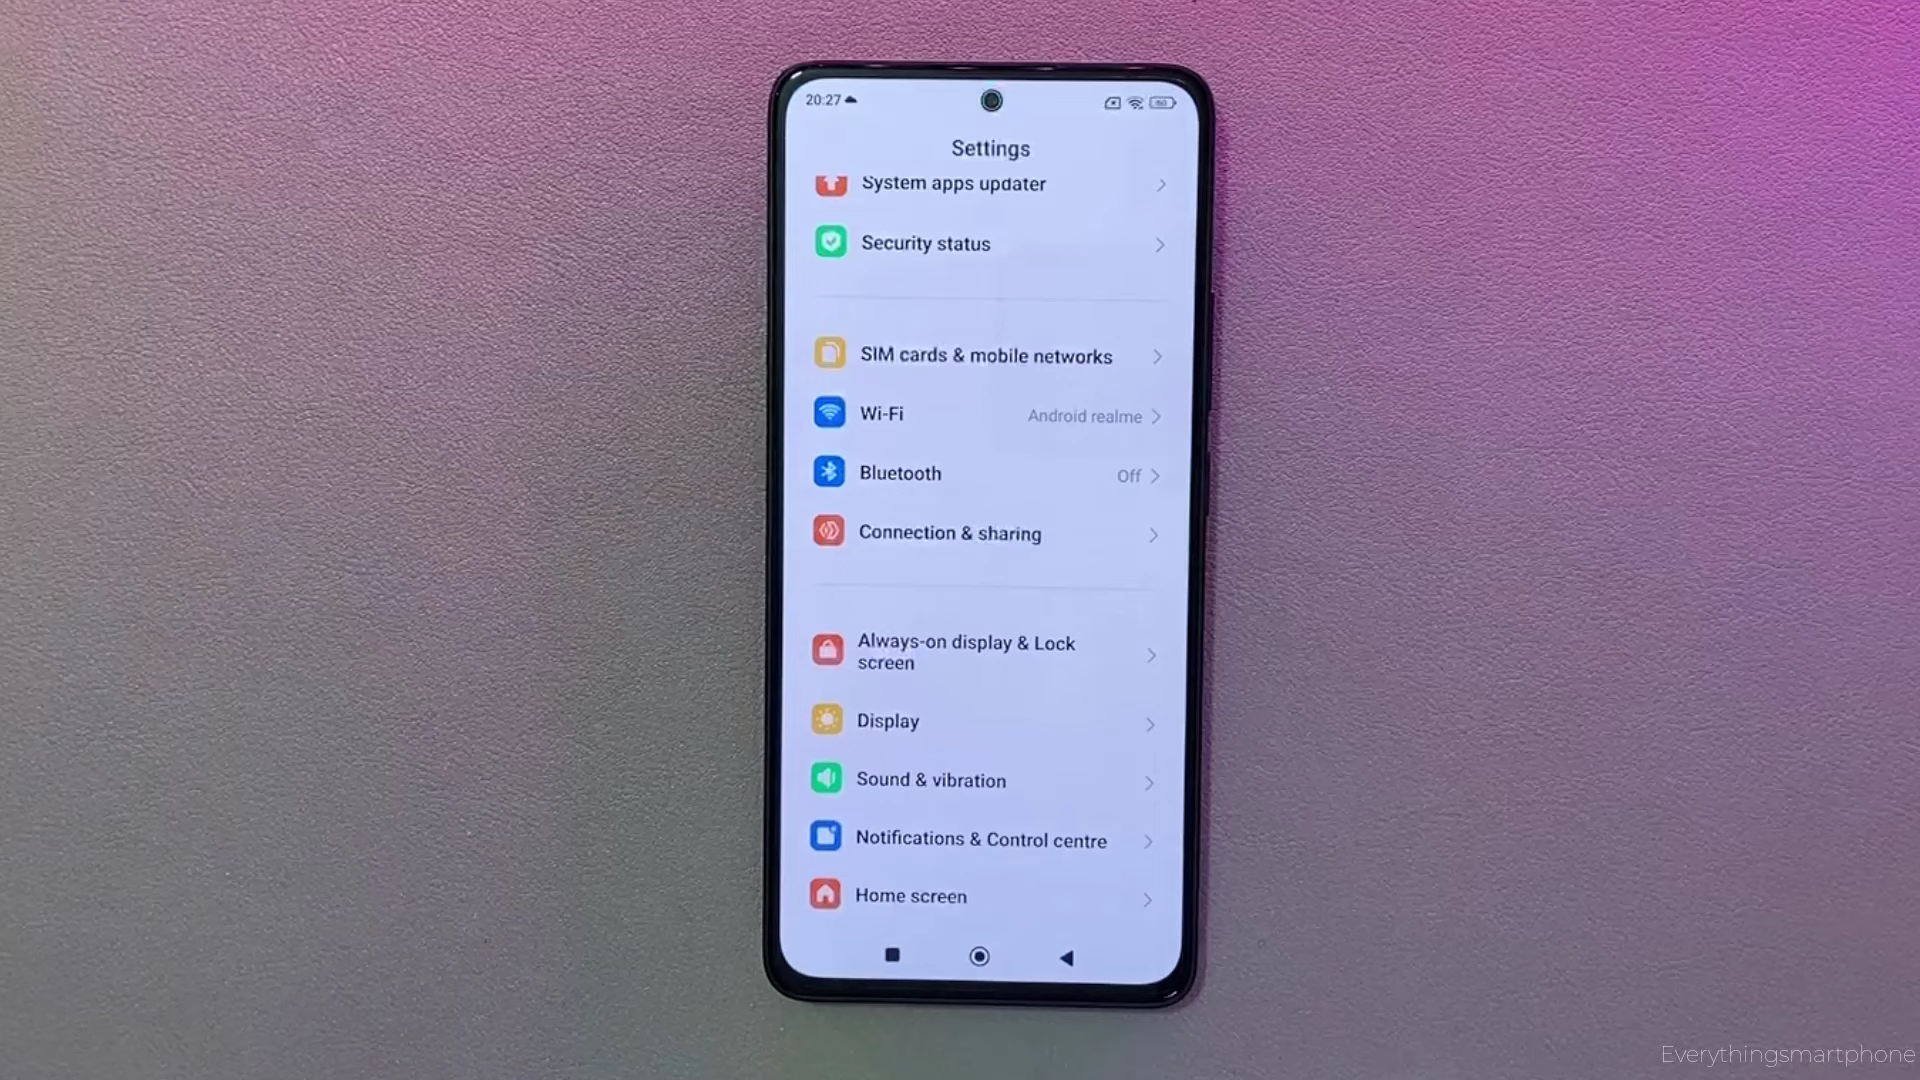 20:27
Settings
System apps updater
Security status
SIM cards & mobile networks
Wi-Fi Android realme
Bluetooth Off
Connection & sharing
Always-on display & Lock
screen
Display
Sound & vibration
Notifications & Control centre
Home screen
Everythingsmartphone